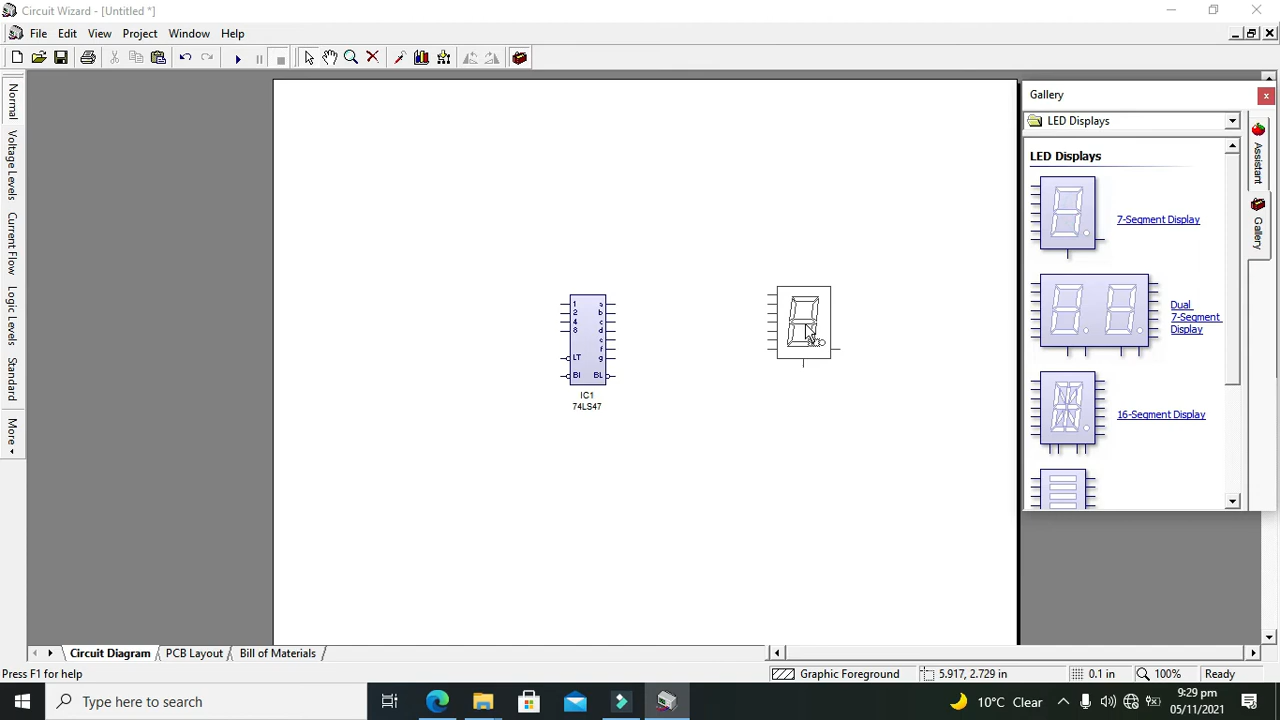 Circuit Wizard - [Untitled *]
File Edit View Project Window Help
Normal
Voltage Levels
Current Flow
Logic Levels
Standard
More
Gallery
LED Displays
LED Displays
7-Segment Display
Dual
7-Segment
Display
16-Segment Display
Assistant
Gallery
1 a
2 b
4 c
8 d
e
f
LT g
BI BL
IC1
74LS47
Circuit Diagram PCB Layout Bill of Materials
Press F1 for help
Graphic Foreground
5.917, 2.729 in
0.1 in
100%
Ready
Type here to search
10°C Clear
9:29 pm
05/11/2021